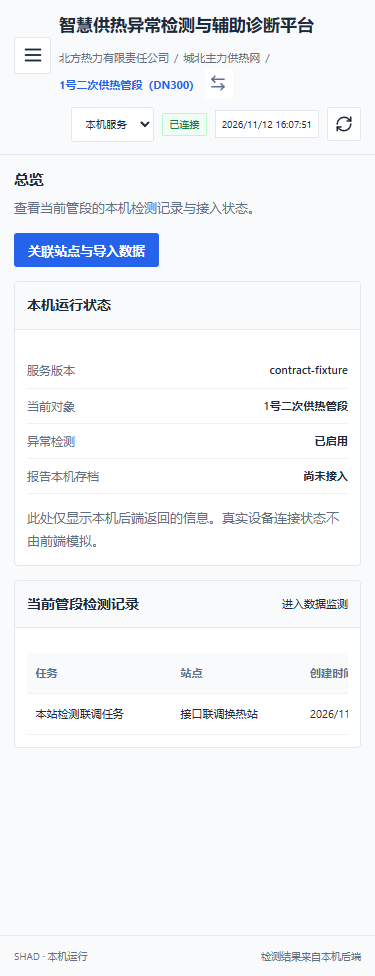 智慧供热异常检测与辅助诊断平台
北方热力有限责任公司 / 城北主力供热网 /
1号二次供热管段（DN300）
本机服务 已连接 2026/11/12 16:07:51
总览
查看当前管段的本机检测记录与接入状态。
关联站点与导入数据
本机运行状态
服务版本 contract-fixture
当前对象 1号二次供热管段
异常检测 已启用
报告本机存档 尚未接入
此处仅显示本机后端返回的信息。真实设备连接状态不
由前端模拟。
当前管段检测记录 进入数据监测
任务 站点 创建时间
本站检测联调任务 接口联调换热站 2026/11
SHAD · 本机运行 检测结果来自本机后端